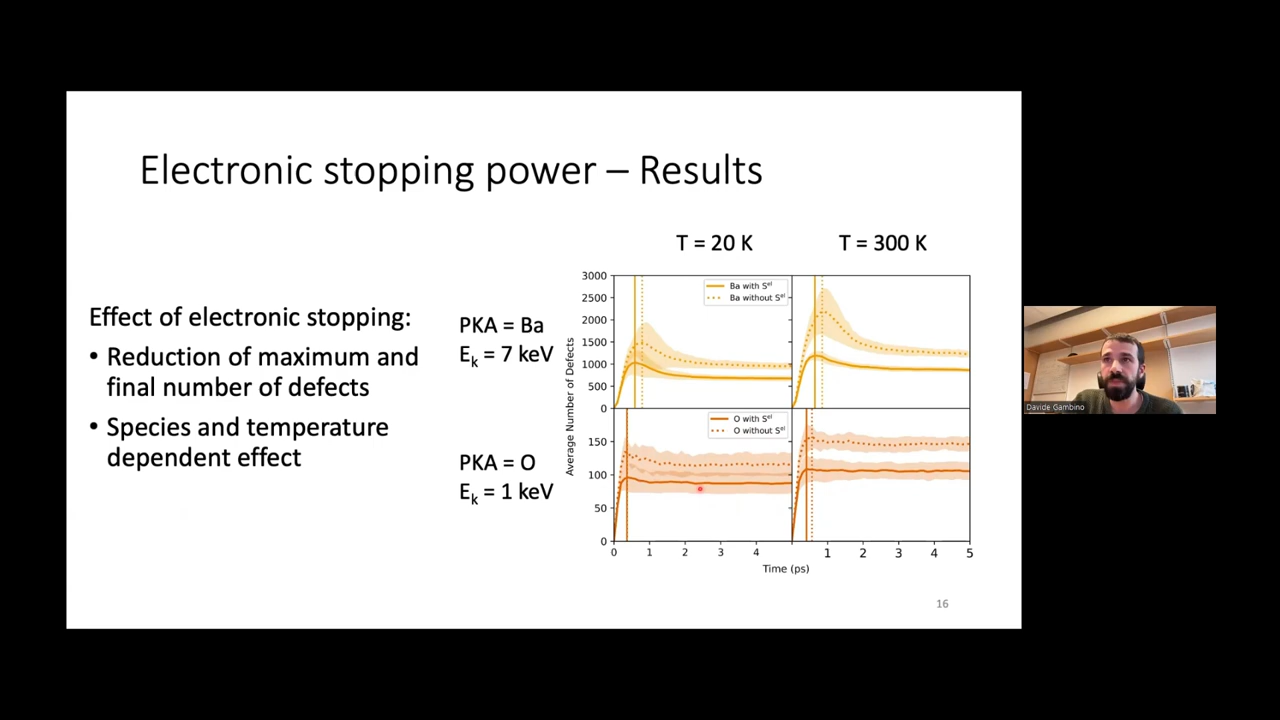 Electronic stopping power – Results
T = 20 K
T = 300 K
Effect of electronic stopping:
• Reduction of maximum and
final number of defects
• Species and temperature
dependent effect
PKA = Ba
Ek = 7 keV
PKA = O
Ek = 1 keV
Average Number of Defects
3000
2500
2000
1500
1000
500
0
Ba with Sel
Ba without Sel
150
100
50
0
O with Sel
O without Sel
0 1 2 3 4
1 2 3 4 5
Time (ps)
16
Davide Gambino